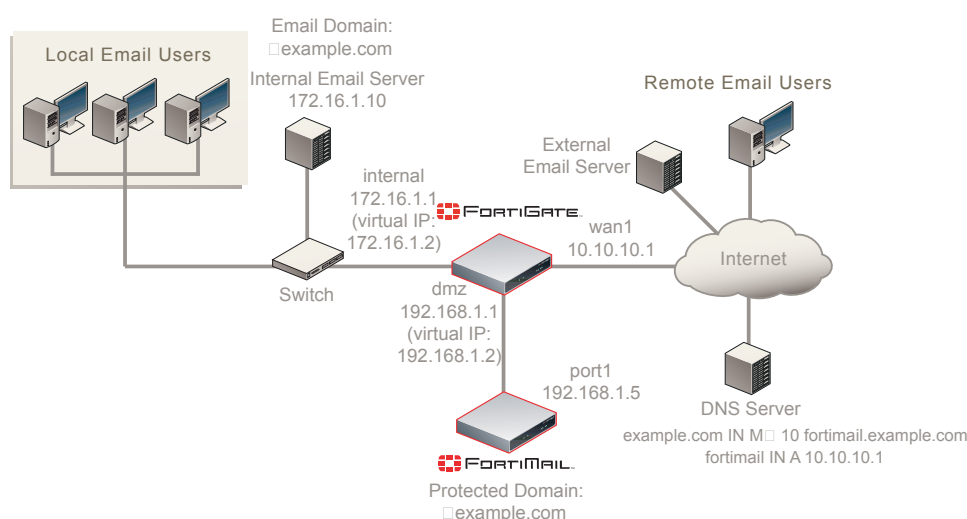 Email Domain:
□example.com
Local Email Users
Internal Email Server
172.16.1.10
Remote Email Users
External
Email Server
internal
172.16.1.1
(virtual IP:
172.16.1.2)
FORTIGATE
wan1
10.10.10.1
Internet
Switch
dmz
192.168.1.1
(virtual IP:
192.168.1.2)
port1
192.168.1.5
DNS Server
example.com IN M□ 10 fortimail.example.com
fortimail IN A 10.10.10.1
FORTIMAIL
Protected Domain:
□example.com